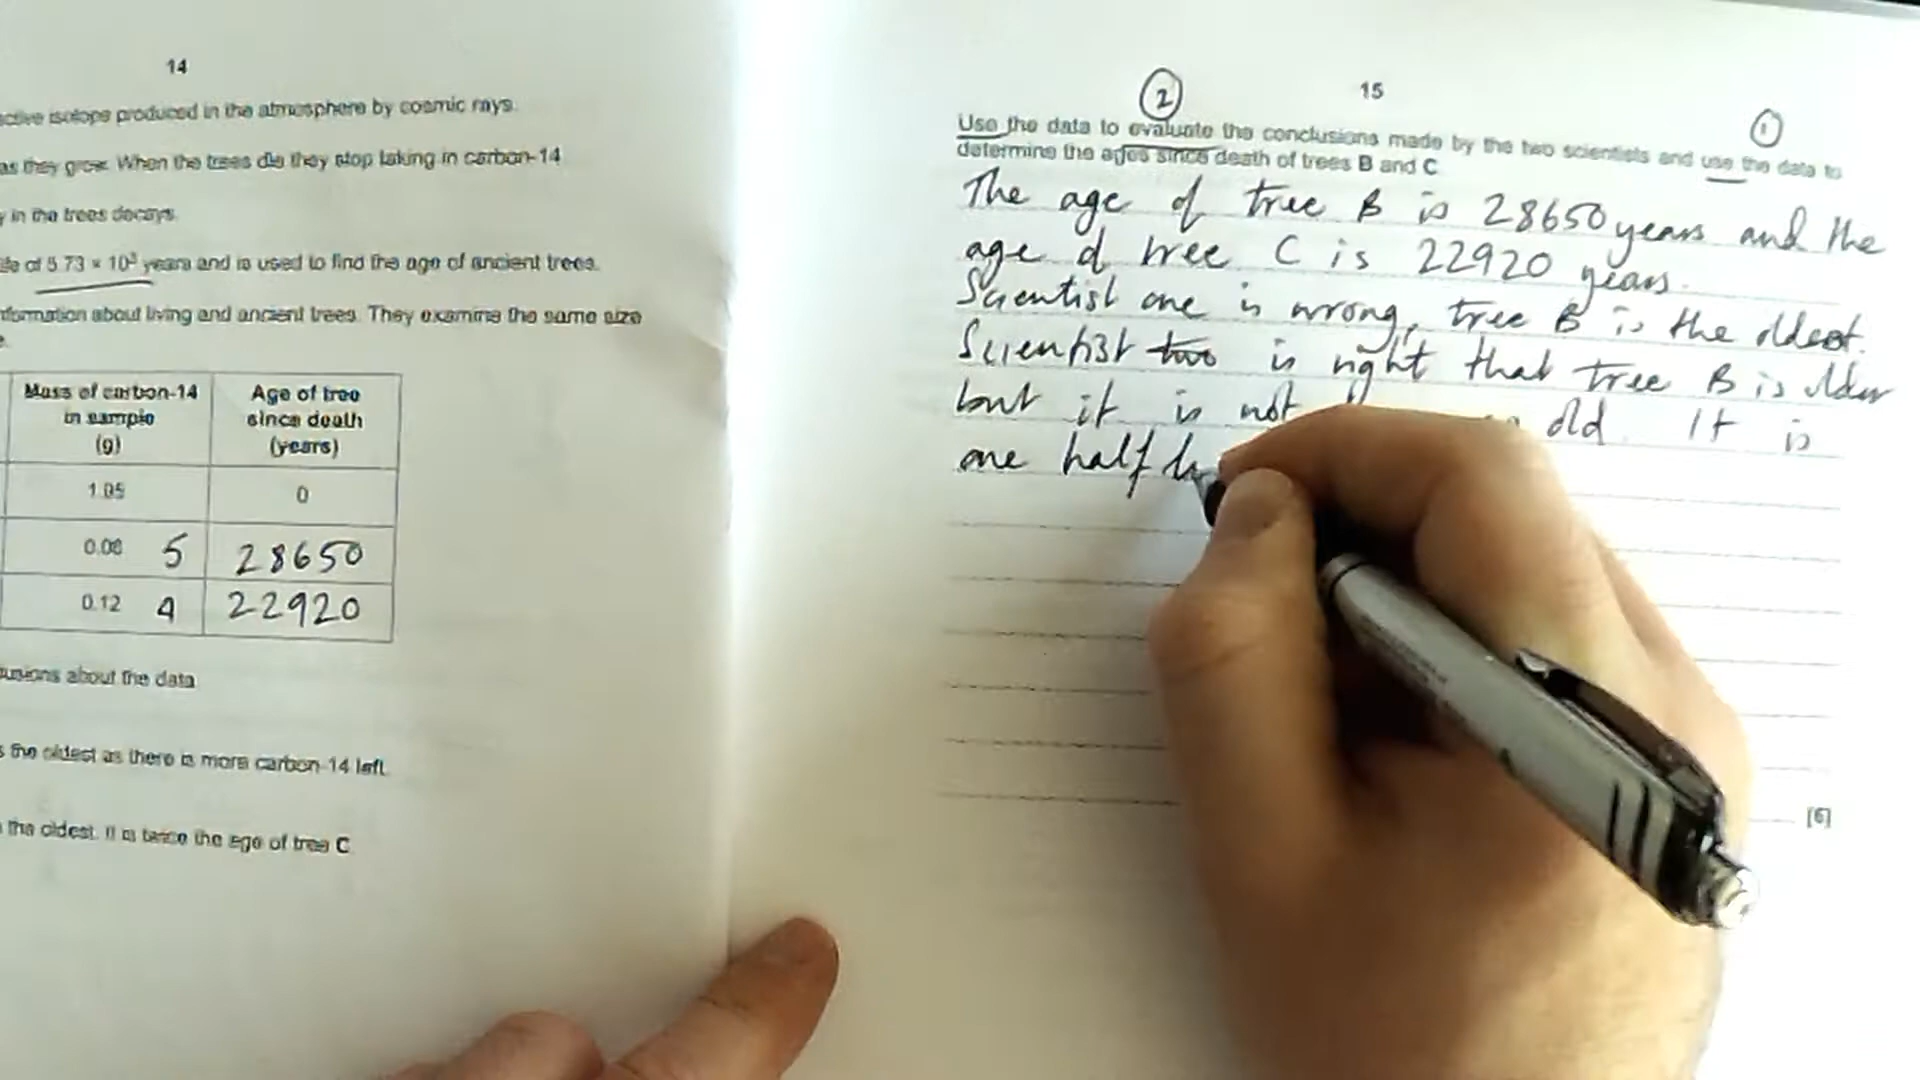 14
active isotope produced in the atmosphere by cosmic rays.
as they grow. When the trees die they stop taking in carbon-14
in the trees decays.
life of 5.73 × 10³ years and is used to find the age of ancient trees.
information about living and ancient trees. They examine the same size
Mass of carbon-14 in sample (g)
Age of tree since death (years)
1.05
0
0.06 5 28650
0.12 4 22920
about the data
the oldest as there is more carbon-14 left.
the oldest. It is twice the age of tree C.
2
15
1
Use the data to evaluate the conclusions made by the two scientists and use the data to
determine the ages since death of trees B and C.
The age of tree B is 28650 years and the
age of tree C is 22920 years.
Scientist one is wrong, tree B is the oldest.
Scientist two is right that tree B is older
but it is not old. It is
one half
[6]